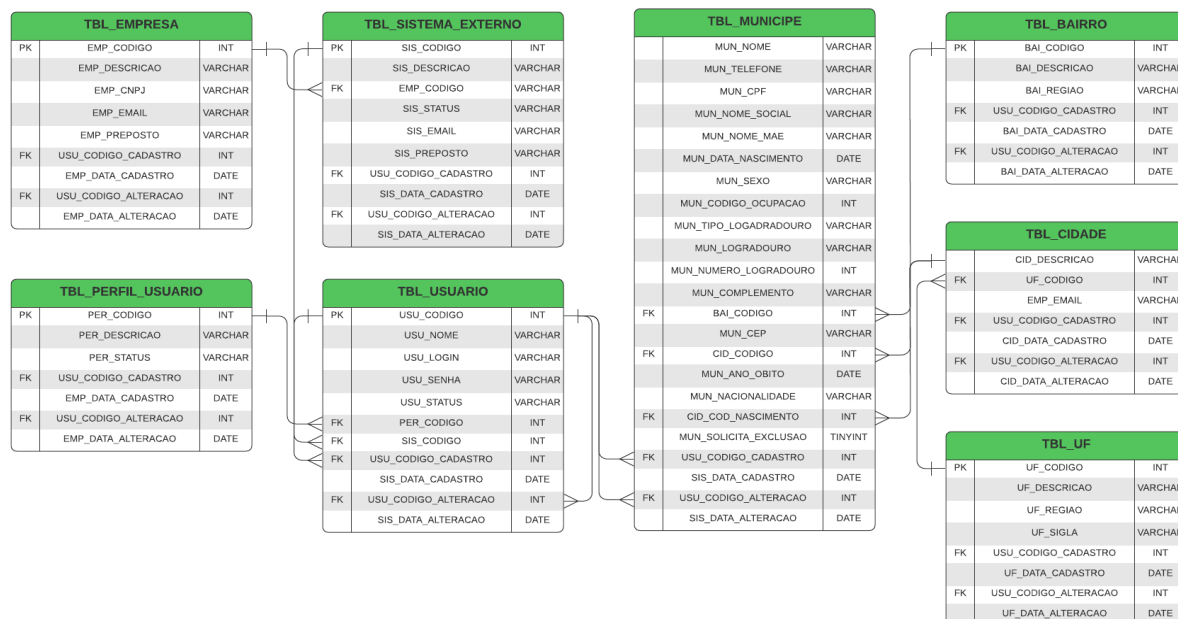 TBL_EMPRESA
PK EMP_CODIGO INT
EMP_DESCRICAO VARCHAR
EMP_CNPJ VARCHAR
EMP_EMAIL VARCHAR
EMP_PREPOSTO VARCHAR
FK USU_CODIGO_CADASTRO INT
EMP_DATA_CADASTRO DATE
FK USU_CODIGO_ALTERACAO INT
EMP_DATA_ALTERACAO DATE
TBL_SISTEMA_EXTERNO
PK SIS_CODIGO INT
SIS_DESCRICAO VARCHAR
FK EMP_CODIGO VARCHAR
SIS_STATUS VARCHAR
SIS_EMAIL VARCHAR
SIS_PREPOSTO VARCHAR
FK USU_CODIGO_CADASTRO INT
SIS_DATA_CADASTRO DATE
FK USU_CODIGO_ALTERACAO INT
SIS_DATA_ALTERACAO DATE
TBL_PERFIL_USUARIO
PK PER_CODIGO INT
PER_DESCRICAO VARCHAR
PER_STATUS VARCHAR
FK USU_CODIGO_CADASTRO INT
EMP_DATA_CADASTRO DATE
FK USU_CODIGO_ALTERACAO INT
EMP_DATA_ALTERACAO DATE
TBL_USUARIO
PK USU_CODIGO INT
USU_NOME VARCHAR
USU_LOGIN VARCHAR
USU_SENHA VARCHAR
USU_STATUS VARCHAR
FK PER_CODIGO INT
FK SIS_CODIGO INT
FK USU_CODIGO_CADASTRO INT
SIS_DATA_CADASTRO DATE
FK USU_CODIGO_ALTERACAO INT
SIS_DATA_ALTERACAO DATE
TBL_MUNICIPE
MUN_NOME VARCHAR
MUN_TELEFONE VARCHAR
MUN_CPF VARCHAR
MUN_NOME_SOCIAL VARCHAR
MUN_NOME_MAE VARCHAR
MUN_DATA_NASCIMENTO DATE
MUN_SEXO VARCHAR
MUN_CODIGO_OCUPACAO INT
MUN_TIPO_LOGADRADOURO VARCHAR
MUN_LOGRADOURO VARCHAR
MUN_NUMERO_LOGRADOURO INT
MUN_COMPLEMENTO VARCHAR
FK BAI_CODIGO INT
MUN_CEP VARCHAR
FK CID_CODIGO INT
MUN_ANO_OBITO DATE
MUN_NACIONALIDADE VARCHAR
FK CID_COD_NASCIMENTO INT
MUN_SOLICITA_EXCLUSAO TINYINT
FK USU_CODIGO_CADASTRO INT
SIS_DATA_CADASTRO DATE
FK USU_CODIGO_ALTERACAO INT
SIS_DATA_ALTERACAO DATE
TBL_BAIRRO
PK BAI_CODIGO INT
BAI_DESCRICAO VARCHAR
BAI_REGIAO VARCHAR
FK USU_CODIGO_CADASTRO INT
BAI_DATA_CADASTRO DATE
FK USU_CODIGO_ALTERACAO INT
BAI_DATA_ALTERACAO DATE
TBL_CIDADE
CID_DESCRICAO VARCHAR
FK UF_CODIGO INT
EMP_EMAIL VARCHAR
FK USU_CODIGO_CADASTRO INT
CID_DATA_CADASTRO DATE
FK USU_CODIGO_ALTERACAO INT
CID_DATA_ALTERACAO DATE
TBL_UF
PK UF_CODIGO INT
UF_DESCRICAO VARCHAR
UF_REGIAO VARCHAR
UF_SIGLA VARCHAR
FK USU_CODIGO_CADASTRO INT
UF_DATA_CADASTRO DATE
FK USU_CODIGO_ALTERACAO INT
UF_DATA_ALTERACAO DATE